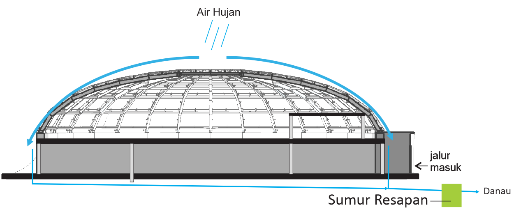 Air Hujan
jalur
masuk
Danau
Sumur Resapan